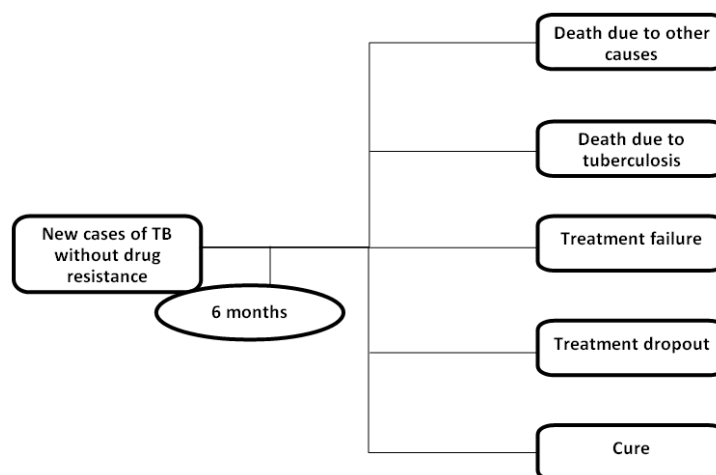 Death due to other
causes
Death due to
tuberculosis
New cases of TB
without drug
resistance
Treatment failure
6 months
Treatment dropout
Cure